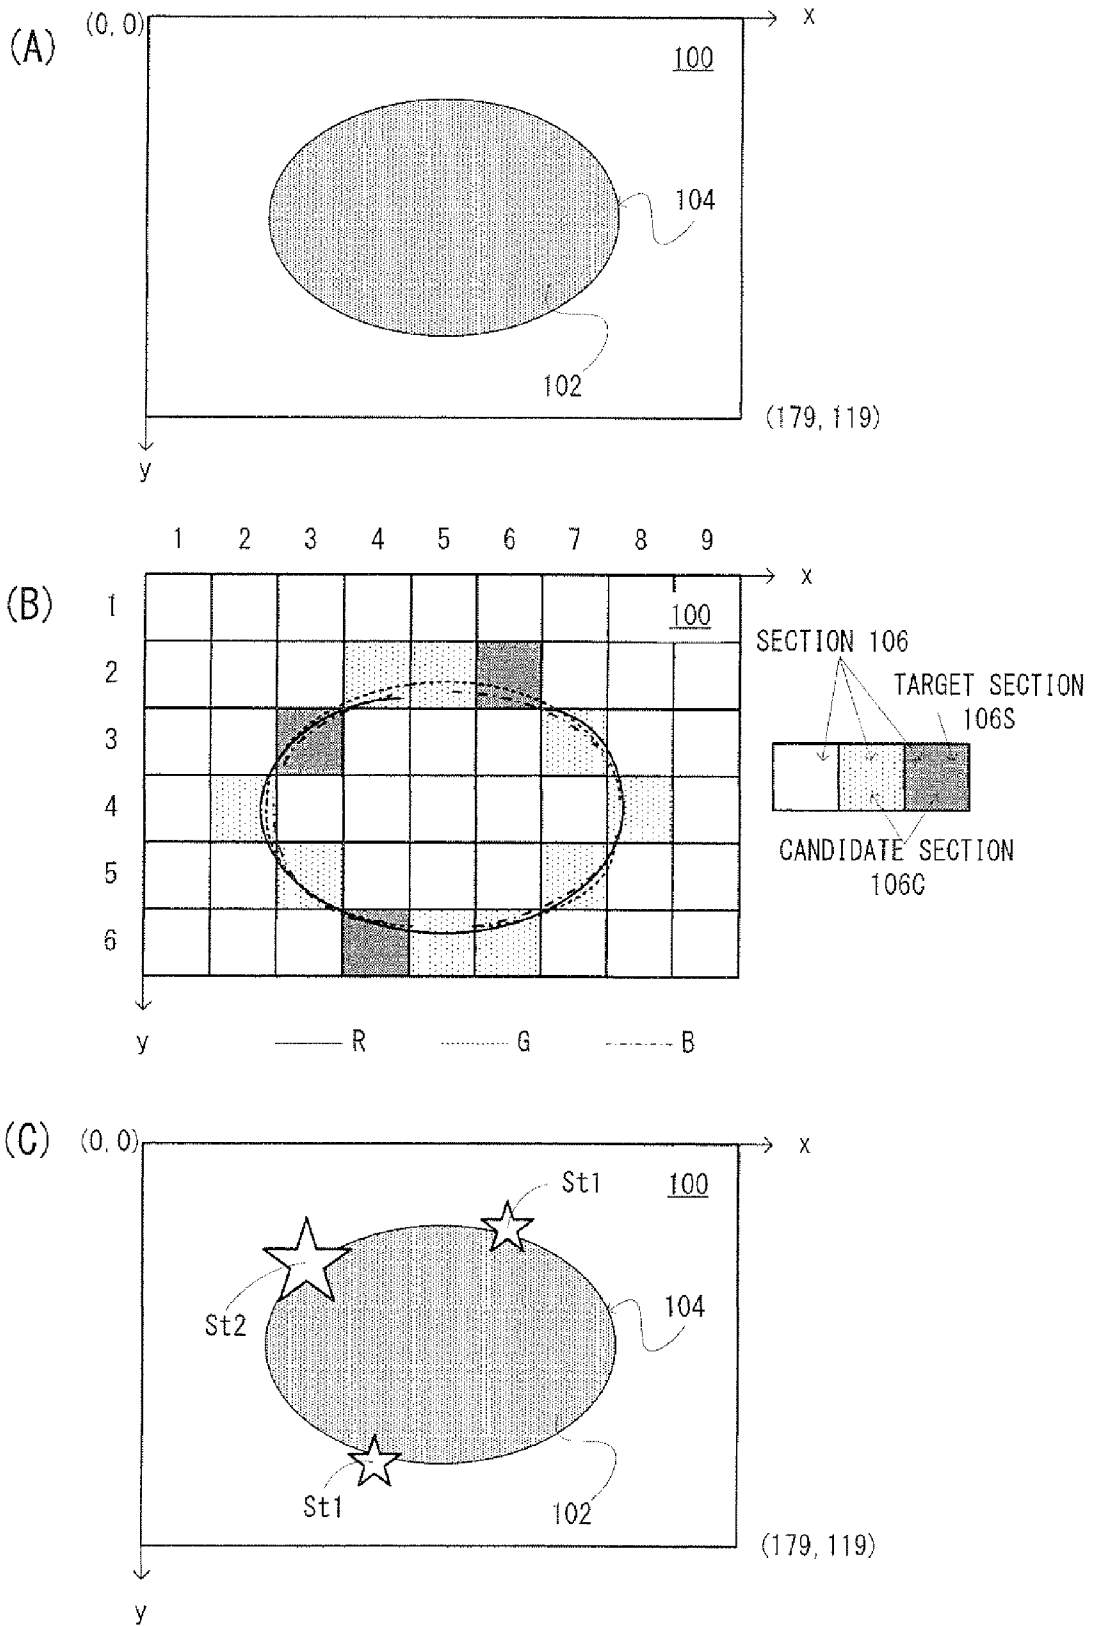 (A)
(0, 0)
x
100
104
102
(179, 119)
y
1 2 3 4 5 6 7 8 9
x
(B)
1
100
SECTION 106
2
TARGET SECTION
106S
3
4
CANDIDATE SECTION
106C
5
6
y
R G B
(C)
(0, 0)
x
St1
100
St2
104
St1
102
(179, 119)
y